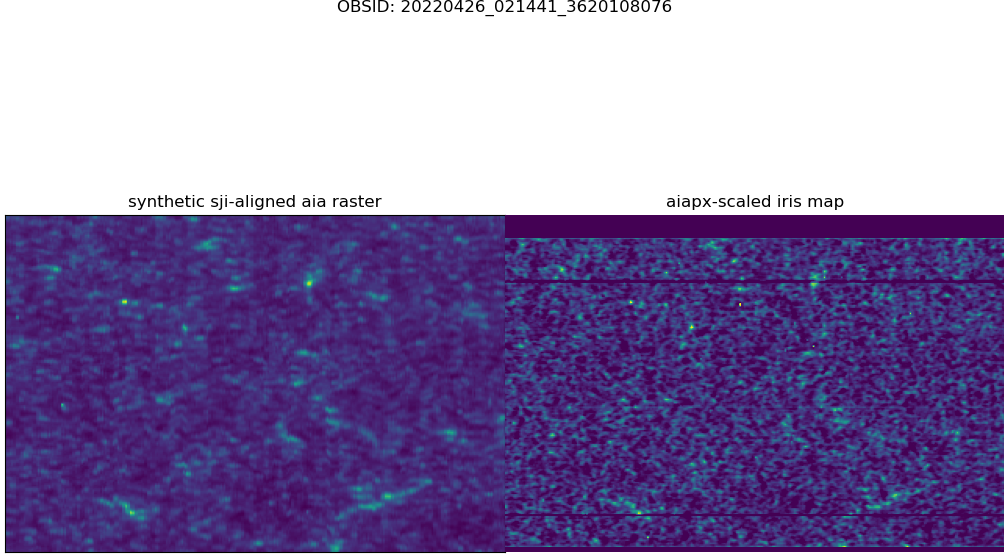 OBSID: 20220426_021441_3620108076
synthetic sji-aligned aia raster
aiapx-scaled iris map